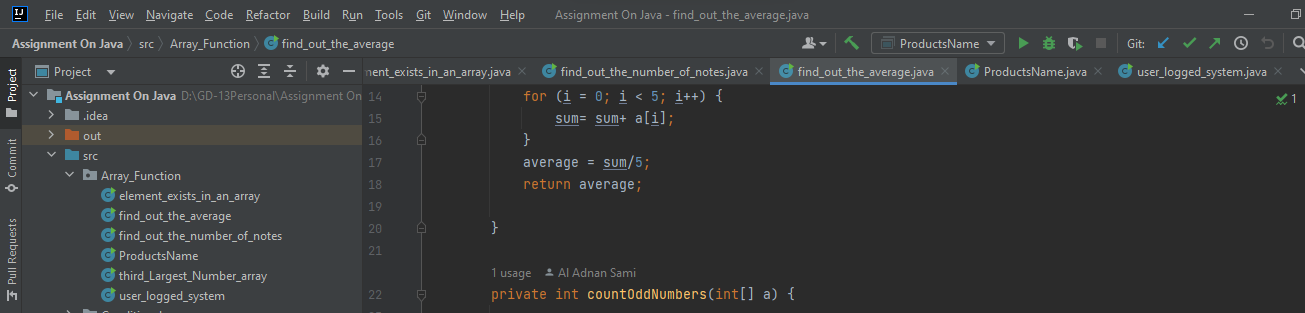 IJ File Edit View Navigate Code Refactor Build Run Tools Git Window Help Assignment On Java - find_out_the_average.java
Assignment On Java src Array_Function find_out_the_average ProductsName Git:
Project ment_exists_in_an_array.java find_out_the_number_of_notes.java find_out_the_average.java ProductsName.java user_logged_system.java
Project
Commit
Pull Requests
Assignment On Java D:\GD-13Personal\Assignment On
.idea
out
src
Array_Function
element_exists_in_an_array
find_out_the_average
find_out_the_number_of_notes
ProductsName
third_Largest_Number_array
user_logged_system
14 for (i = 0; i < 5; i++) {
15 sum= sum+ a[i];
16 }
17 average = sum/5;
18 return average;
19
20 }
21
1 usage Al Adnan Sami
22 private int countOddNumbers(int[] a) {
1